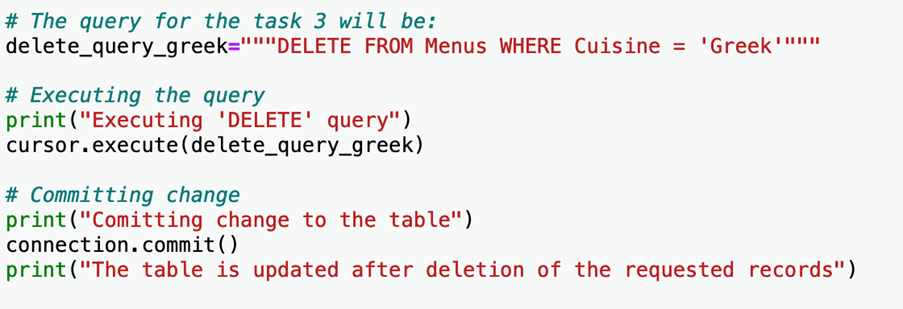 # The query for the task 3 will be:
delete_query_greek="""DELETE FROM Menus WHERE Cuisine = 'Greek'"""
# Executing the query
print("Executing 'DELETE' query")
cursor.execute(delete_query_greek)
# Committing change
print("Comitting change to the table")
connection.commit()
print("The table is updated after deletion of the requested records")